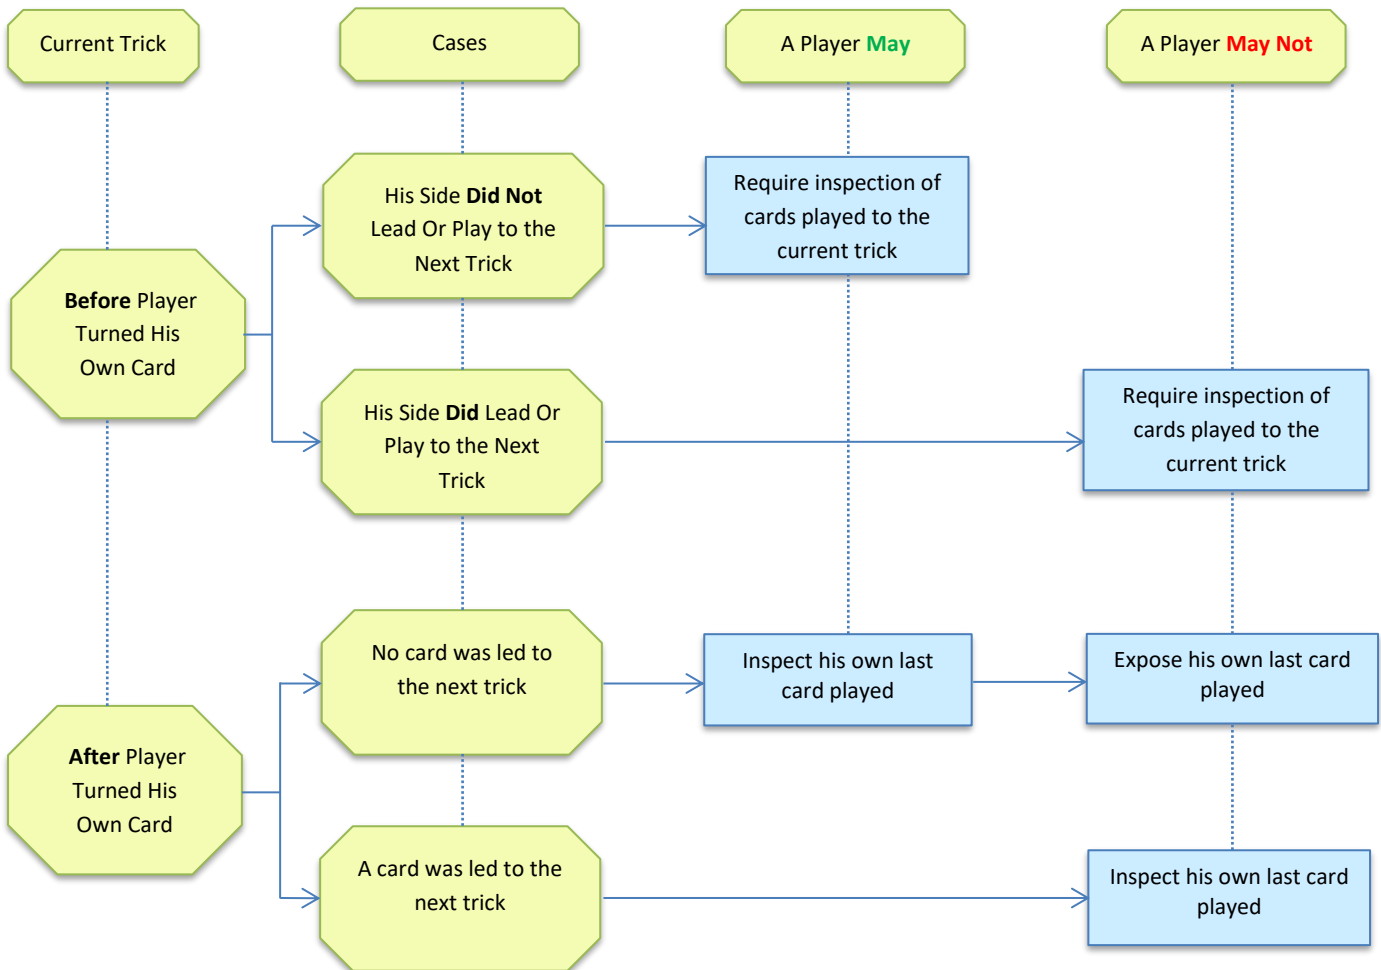 Current Trick
Cases
A Player May
A Player May Not
His Side Did Not
Lead Or Play to the
Next Trick
Require inspection of
cards played to the
current trick
Before Player
Turned His
Own Card
His Side Did Lead Or
Play to the Next
Trick
Require inspection of
cards played to the
current trick
No card was led to
the next trick
Inspect his own last
card played
Expose his own last card
played
After Player
Turned His
Own Card
A card was led to the
next trick
Inspect his own last card
played